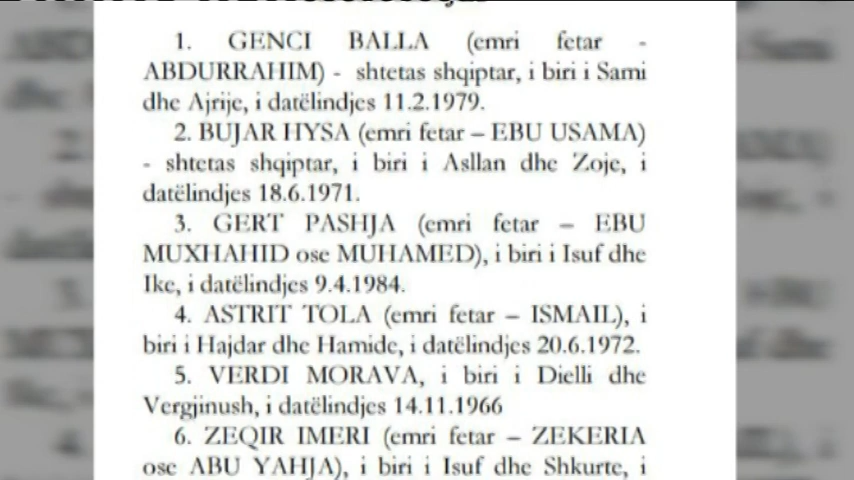 1. GENCI BALLA (emri fetar -
ABDURRAHIM) - shtetas shqiptar, i biri i Sami
dhe Ajrije, i datëlindjes 11.2.1979.
2. BUJAR HYSA (emri fetar – EBU USAMA)
- shtetas shqiptar, i biri i Asllan dhe Zoje, i
datëlindjes 18.6.1971.
3. GERT PASHJA (emri fetar – EBU
MUXHAHID ose MUHAMED), i biri i Isuf dhe
Ike, i datëlindjes 9.4.1984.
4. ASTRIT TOLA (emri fetar – ISMAIL), i
biri i Hajdar dhe Hamide, i datëlindjes 20.6.1972.
5. VERDI MORAVA, i biri i Dielli dhe
Vergjinush, i datëlindjes 14.11.1966
6. ZEQIR IMERI (emri fetar – ZEKERIA
ose ABU YAHJA), i biri i Isuf dhe Shkurte, i